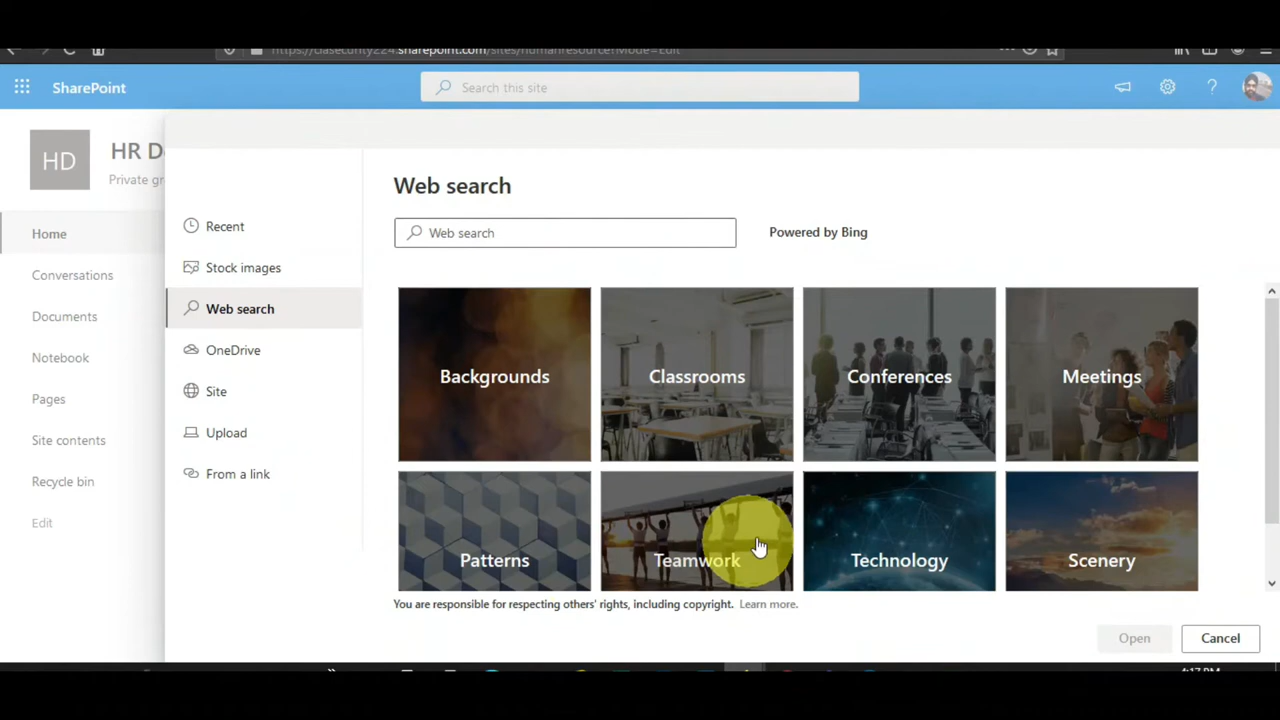 SharePoint
Search this site
HD
HR D
Private gr
Home
Conversations
Documents
Notebook
Pages
Site contents
Recycle bin
Edit
Recent
Stock images
Web search
OneDrive
Site
Upload
From a link
Web search
Web search
Powered by Bing
Backgrounds
Classrooms
Conferences
Meetings
Patterns
Teamwork
Technology
Scenery
You are responsible for respecting others' rights, including copyright. Learn more.
Open
Cancel